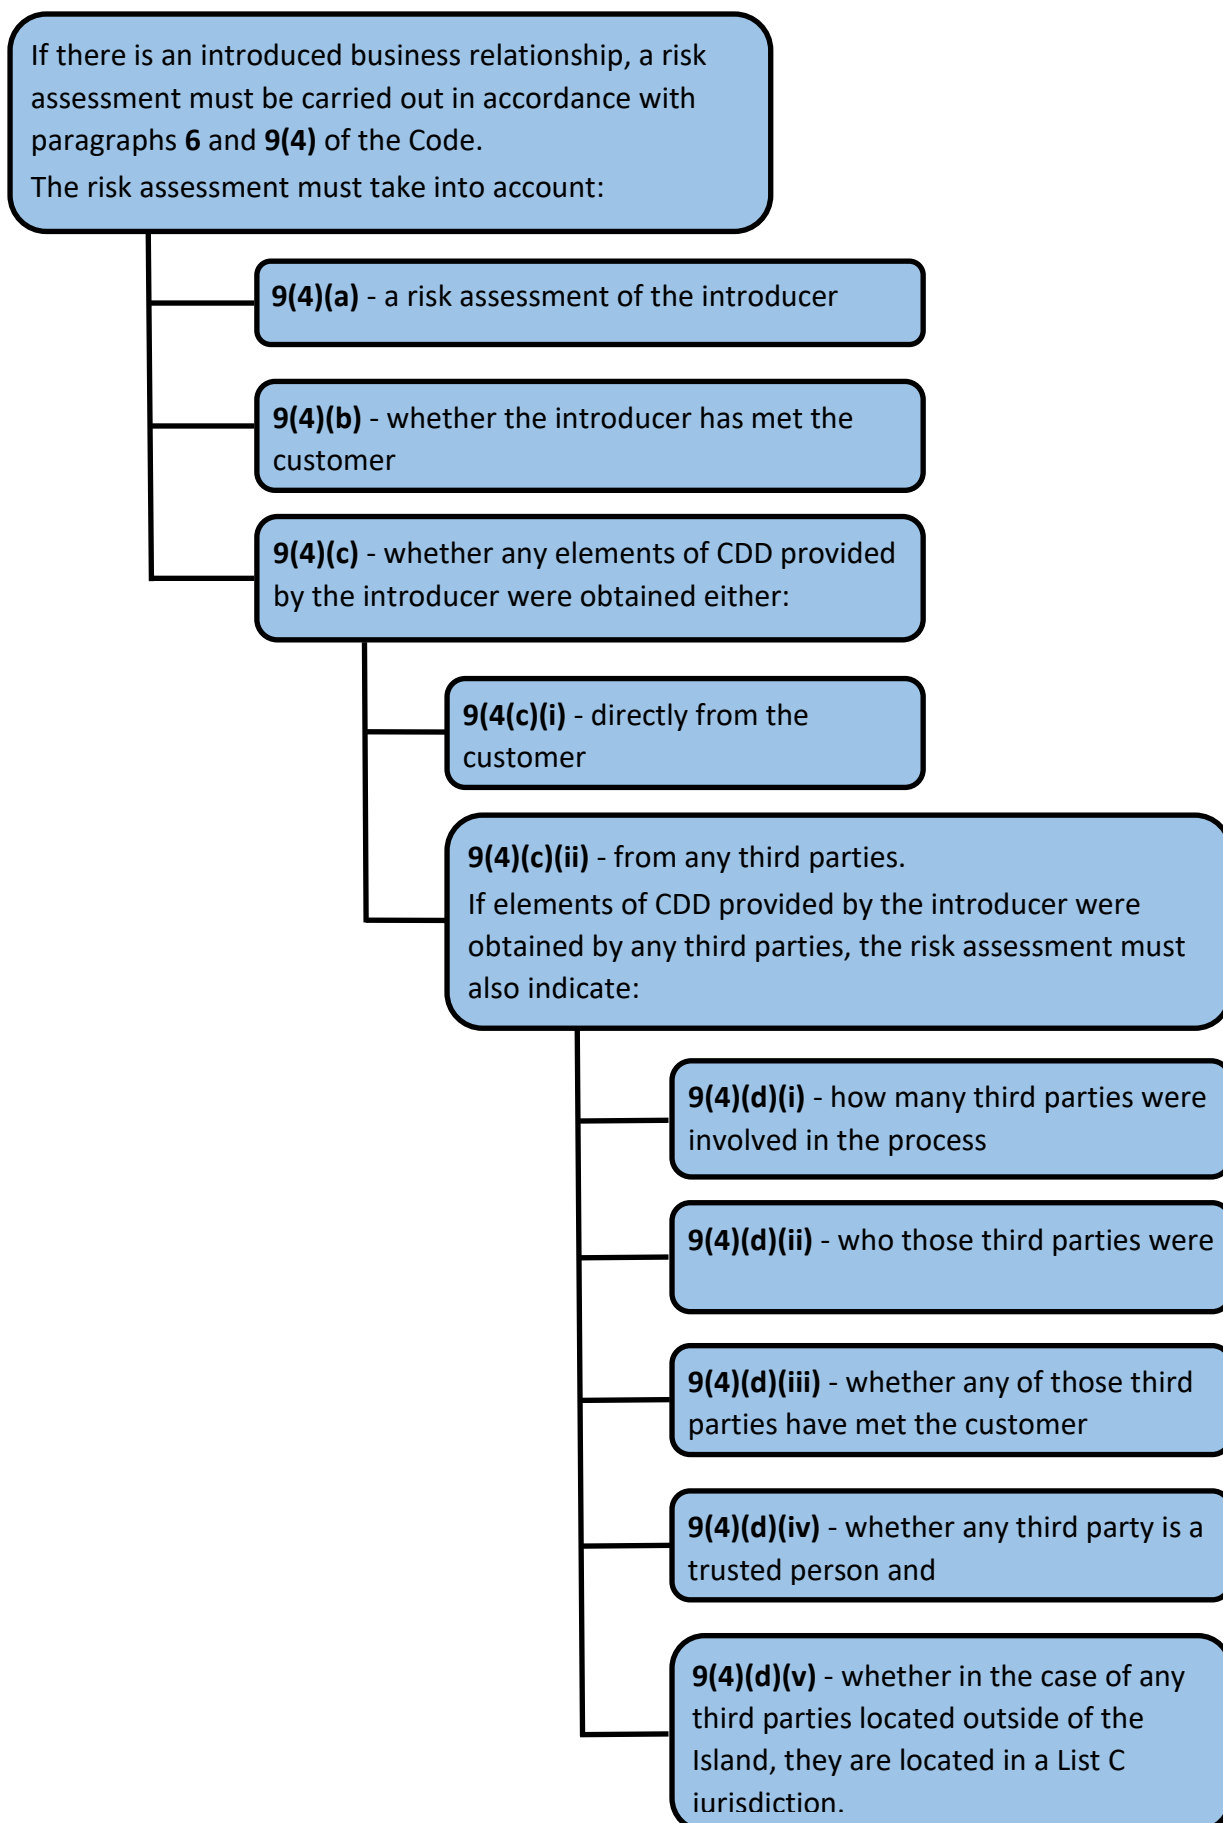 If there is an introduced business relationship, a risk
assessment must be carried out in accordance with
paragraphs 6 and 9(4) of the Code.
The risk assessment must take into account:
9(4)(a) - a risk assessment of the introducer
9(4)(b) - whether the introducer has met the
customer
9(4)(c) - whether any elements of CDD provided
by the introducer were obtained either:
9(4(c)(i) - directly from the
customer
9(4)(c)(ii) - from any third parties.
If elements of CDD provided by the introducer were
obtained by any third parties, the risk assessment must
also indicate:
9(4)(d)(i) - how many third parties were
involved in the process
9(4)(d)(ii) - who those third parties were
9(4)(d)(iii) - whether any of those third
parties have met the customer
9(4)(d)(iv) - whether any third party is a
trusted person and
9(4)(d)(v) - whether in the case of any
third parties located outside of the
Island, they are located in a List C
jurisdiction.